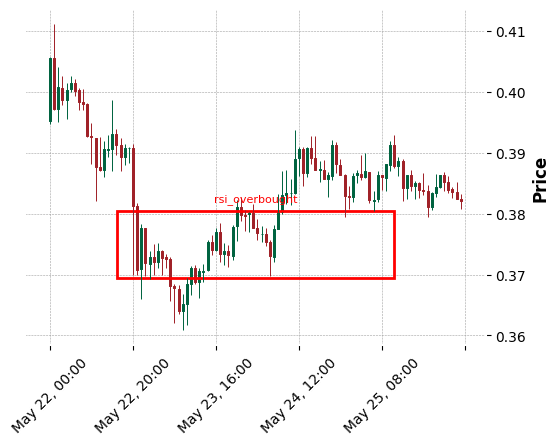 0.41
0.40
0.39
rsi_overbought
0.38
0.37
0.36
Price
May 22, 00:00
May 22, 20:00
May 23, 16:00
May 24, 12:00
May 25, 08:00